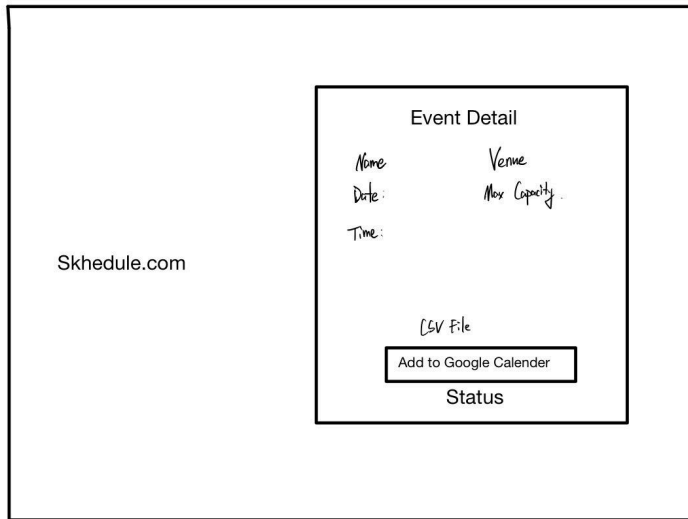 Event Detail
Name Venue
Date: Max Capacity.
Time:
Skhedule.com
CSV File
Add to Google Calender
Status